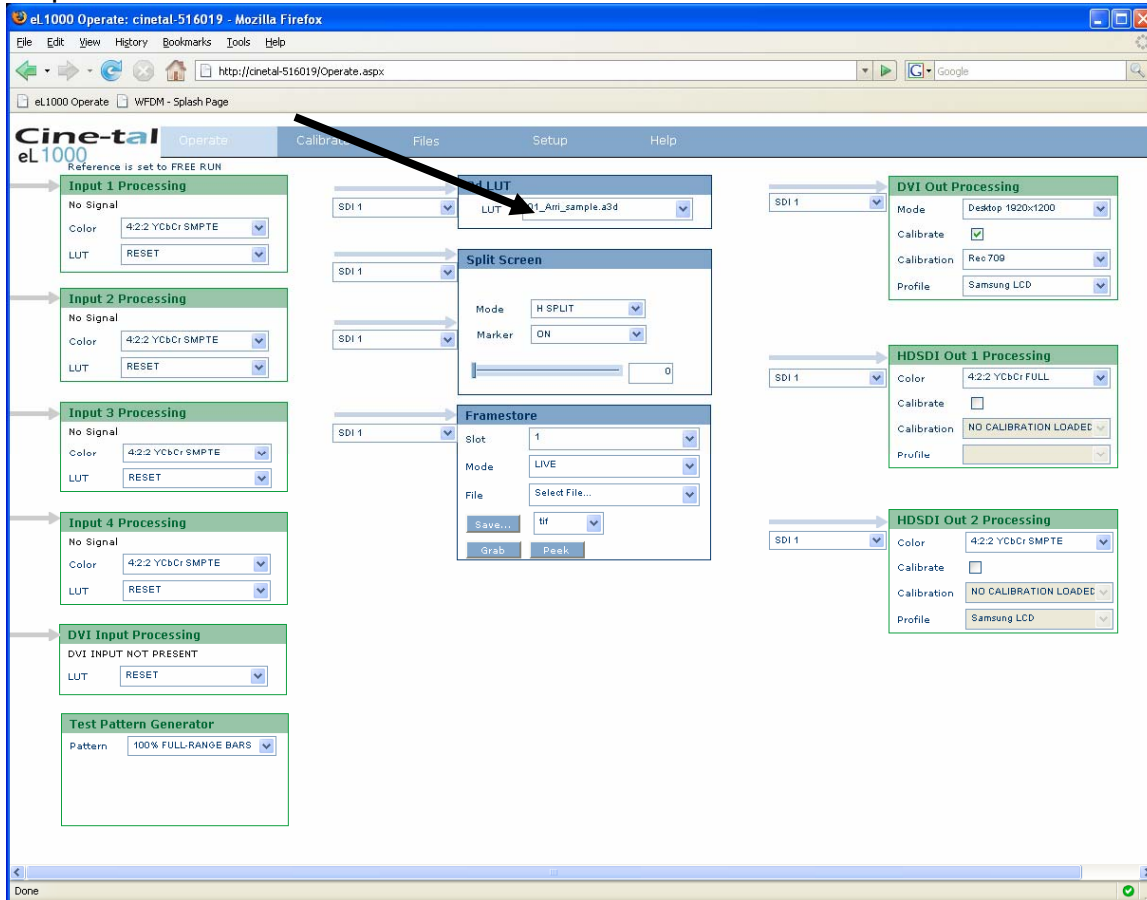 eL1000 Operate: cinetal-516019 - Mozilla Firefox
File Edit View History Bookmarks Tools Help
http://cinetal-516019/Operate.aspx
G Google
eL1000 Operate WFDM - Splash Page
Cine-tal
eL1000
Operate Calibrate Files Setup Help
Reference is set to FREE RUN
Input 1 Processing
No Signal
Color 4:2:2 YCbCr SMPTE
LUT RESET
Input 2 Processing
No Signal
Color 4:2:2 YCbCr SMPTE
LUT RESET
Input 3 Processing
No Signal
Color 4:2:2 YCbCr SMPTE
LUT RESET
Input 4 Processing
No Signal
Color 4:2:2 YCbCr SMPTE
LUT RESET
DVI Input Processing
DVI INPUT NOT PRESENT
LUT RESET
Test Pattern Generator
Pattern 100% FULL-RANGE BARS
SDI 1
LUT
LUT 01_Arri_sample.a3d
SDI 1
Split Screen
Mode H SPLIT
SDI 1
Marker ON
0
SDI 1
Framestore
Slot 1
Mode LIVE
File Select File...
Save... tif
Grab Peek
SDI 1
DVI Out Processing
Mode Desktop 1920x1200
Calibrate
Calibration Rec 709
Profile Samsung LCD
SDI 1
HDSDI Out 1 Processing
Color 4:2:2 YCbCr FULL
Calibrate
Calibration NO CALIBRATION LOADED
Profile
SDI 1
HDSDI Out 2 Processing
Color 4:2:2 YCbCr SMPTE
Calibrate
Calibration NO CALIBRATION LOADED
Profile Samsung LCD
Done